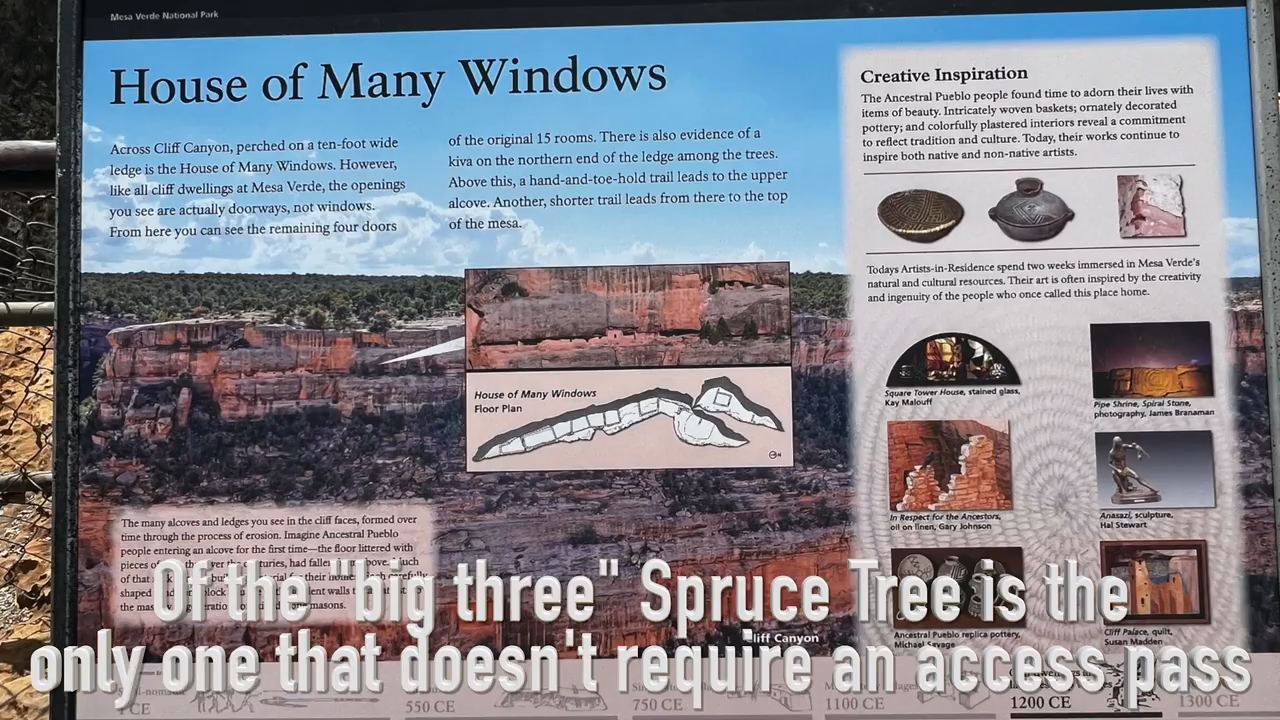 Mesa Verde National Park
House of Many Windows
Across Cliff Canyon, perched on a ten-foot wide
ledge is the House of Many Windows. However,
like all cliff dwellings at Mesa Verde, the openings
you see are actually doorways, not windows.
From here you can see the remaining four doors
of the original 15 rooms. There is also evidence of a
kiva on the northern end of the ledge among the trees.
Above this, a hand-and-toe-hold trail leads to the upper
alcove. Another, shorter trail leads from there to the top
of the mesa.
Creative Inspiration
The Ancestral Pueblo people found time to adorn their lives with
items of beauty. Intricately woven baskets; ornately decorated
pottery; and colorfully plastered interiors reveal a commitment
to reflect tradition and culture. Today, their works continue to
inspire both native and non-native artists.
Todays Artists-in-Residence spend two weeks immersed in Mesa Verde's
natural and cultural resources. Their art is often inspired by the creativity
and ingenuity of the people who once called this place home.
House of Many Windows
Floor Plan
N
Square Tower House, stained glass,
Kay Malouff
Pipe Shrine, Spiral Stone,
photography, James Branaman
In Respect for the Ancestors,
oil on linen, Gary Johnson
Anasazi, sculpture,
Hal Stewart
Ancestral Pueblo replica pottery,
Michael Savage
Cliff Palace, quilt,
Susan Madden
The many alcoves and ledges you see in the cliff faces, formed over
time through the process of erosion. Imagine Ancestral Pueblo
people entering an alcove for the first time—the floor littered with
pieces of had fallen
of that their
shaped walls
the masons.
Cliff Canyon
Of the "big three" Spruce Tree is the
only one that doesn't require an access pass
550 CE
750 CE
1100 CE
1200 CE
1300 CE